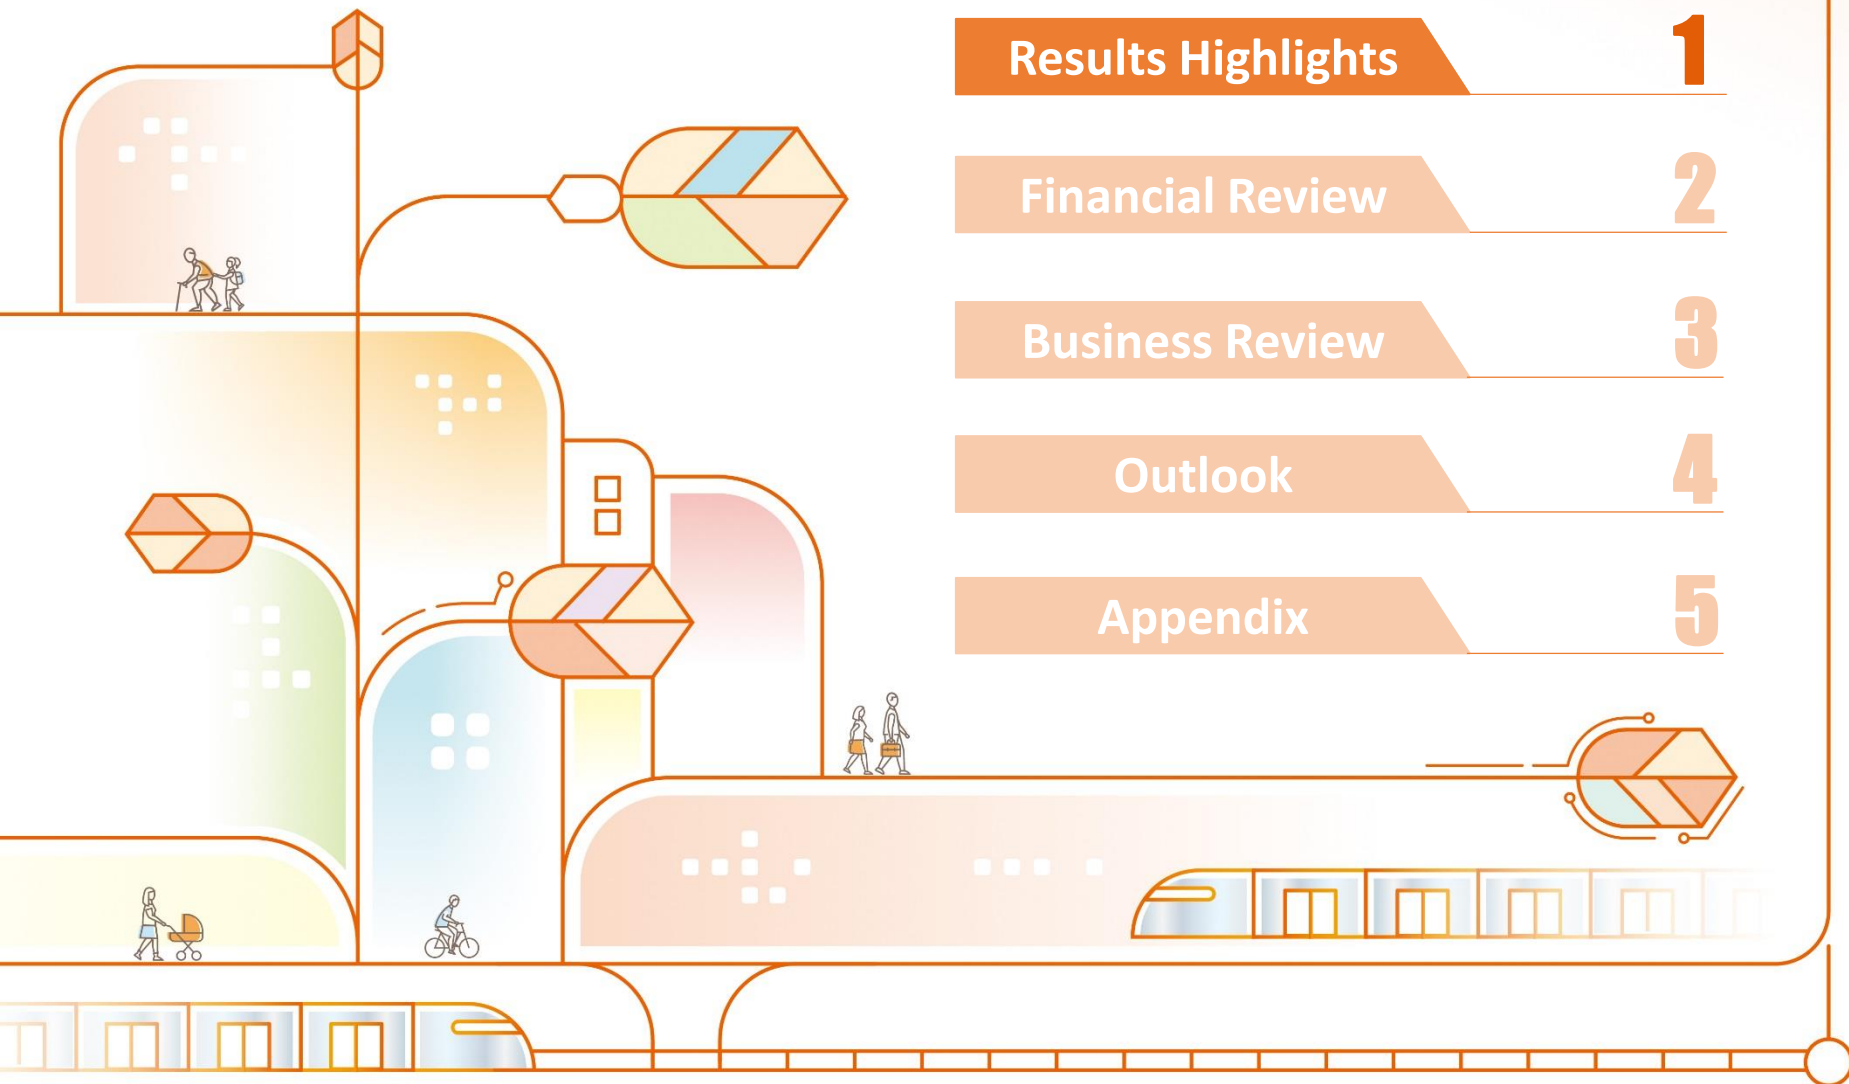 Results Highlights 1
Financial Review 2
Business Review 3
Outlook 4
Appendix 5